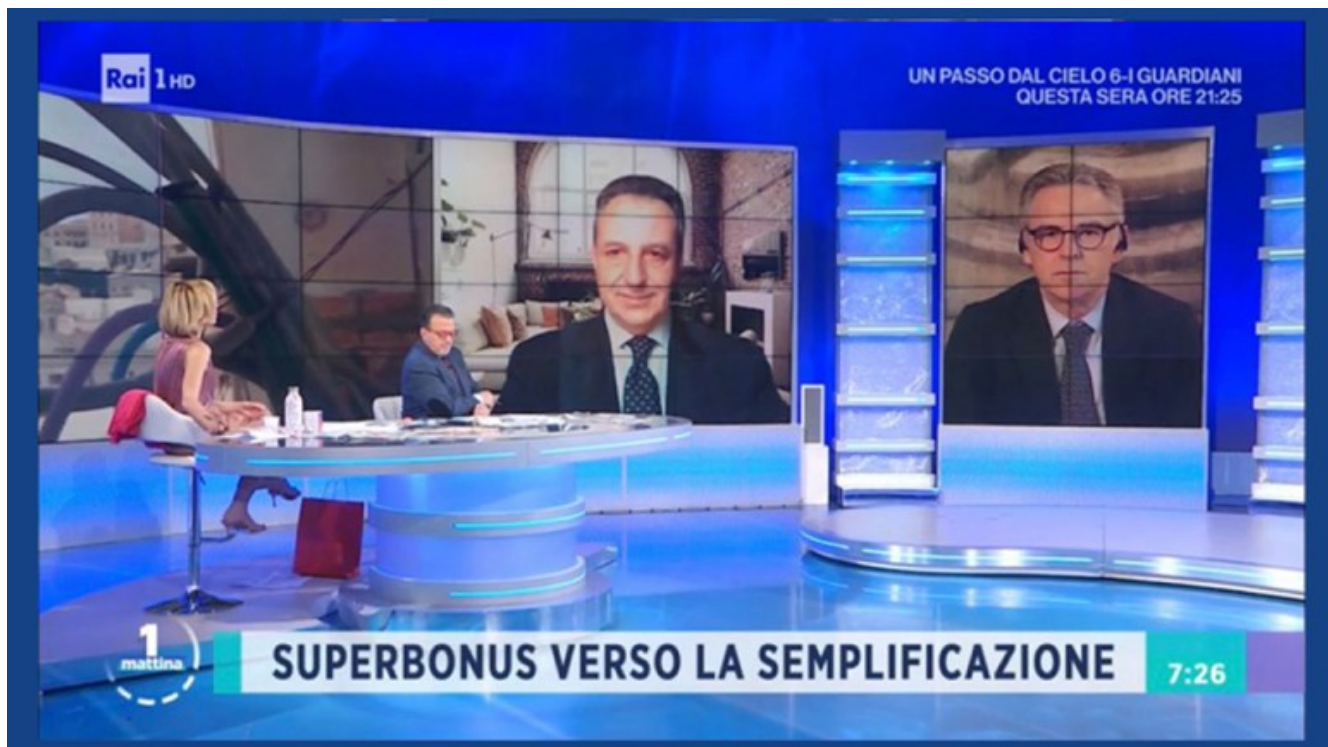 Rai 1 HD
UN PASSO DAL CIELO 6-I GUARDIANI
QUESTA SERA ORE 21:25
1
mattina
SUPERBONUS VERSO LA SEMPLIFICAZIONE
7:26